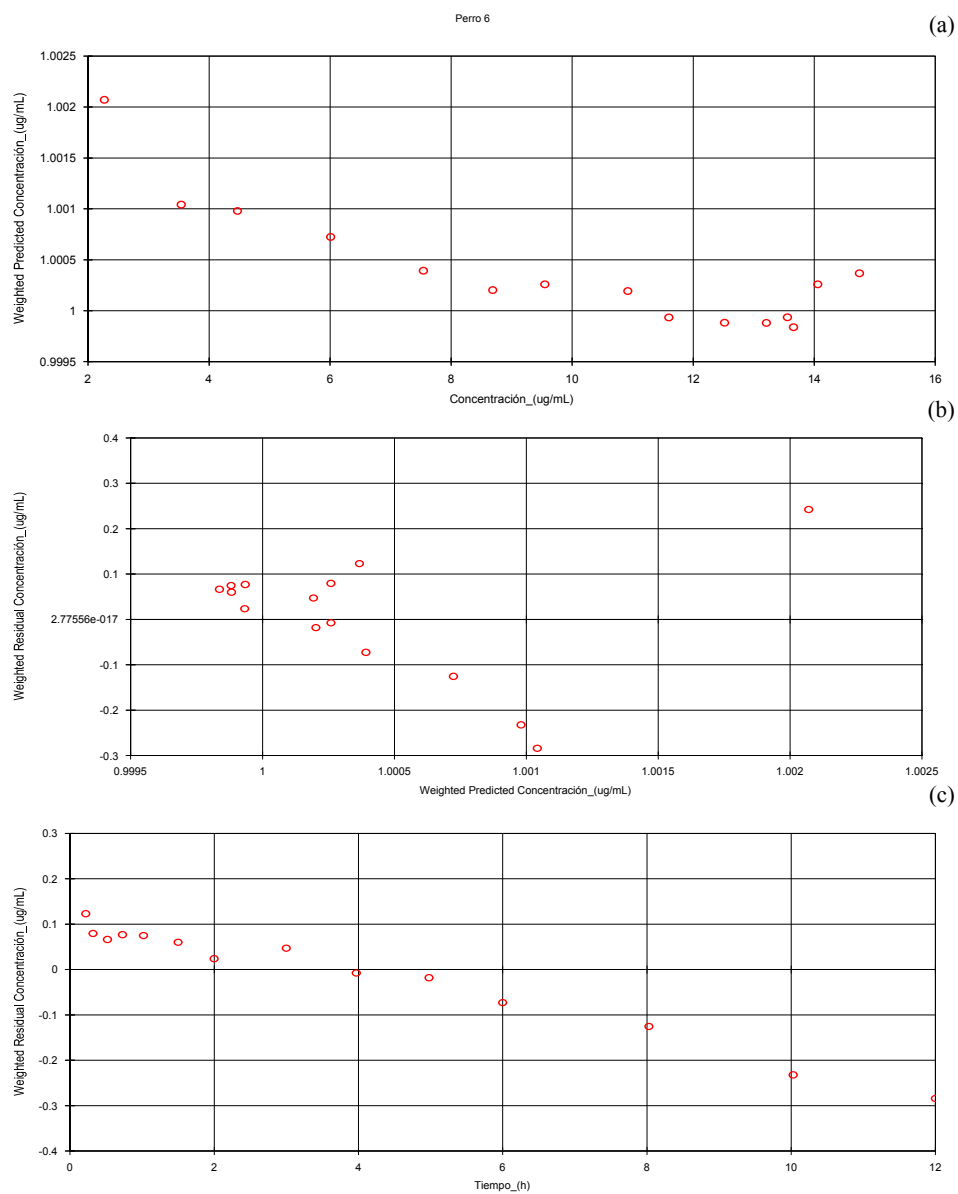 Perro 6
(a)
1.0025
1.002
1.0015
1.001
1.0005
1
0.9995
Weighted Predicted Concentración_(ug/mL)
2 4 6 8 10 12 14 16
Concentración_(ug/mL)
(b)
0.4
0.3
0.2
0.1
2.77556e-017
-0.1
-0.2
-0.3
Weighted Residual Concentración_(ug/mL)
0.9995 1 1.0005 1.001 1.0015 1.002 1.0025
Weighted Predicted Concentración_(ug/mL)
(c)
0.3
0.2
0.1
0
-0.1
-0.2
-0.3
-0.4
Weighted Residual Concentración_(ug/mL)
0 2 4 6 8 10 12
Tiempo_(h)